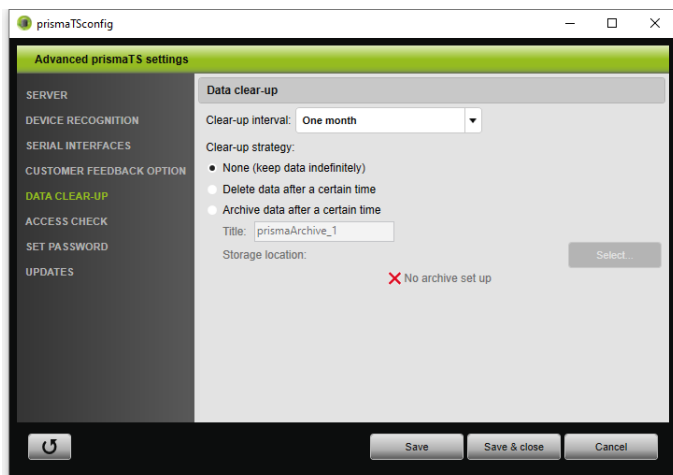 prismaTSconfig
Advanced prismaTS settings
SERVER
DEVICE RECOGNITION
SERIAL INTERFACES
CUSTOMER FEEDBACK OPTION
DATA CLEAR-UP
ACCESS CHECK
SET PASSWORD
UPDATES
Data clear-up
Clear-up interval: One month
Clear-up strategy:
None (keep data indefinitely)
Delete data after a certain time
Archive data after a certain time
Title: prismaArchive_1
Storage location:
Select...
No archive set up
Save
Save & close
Cancel